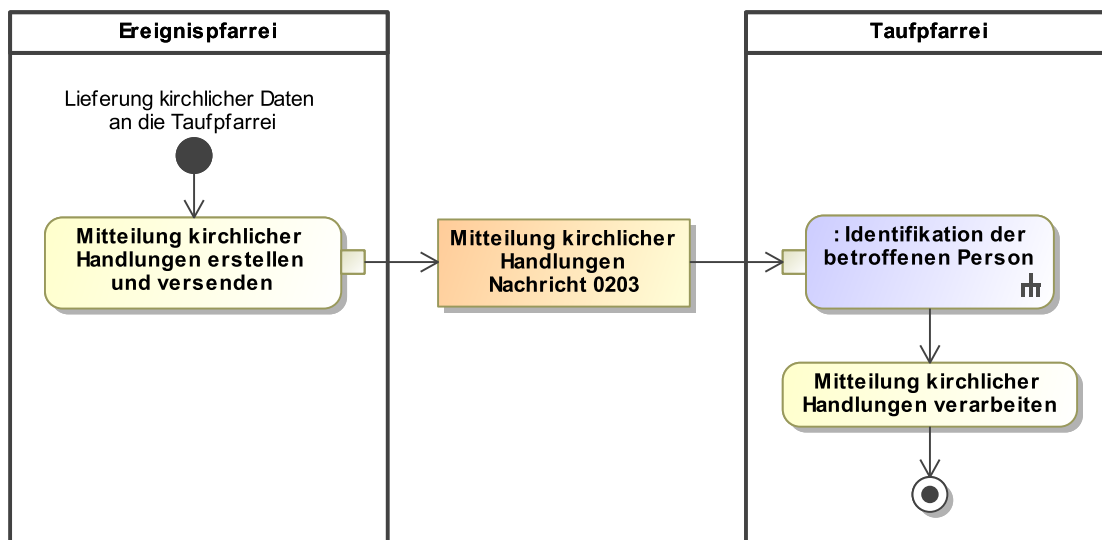 Ereignispfarrei
Taufpfarrei
Lieferung kirchlicher Daten
an die Taufpfarrei
Mitteilung kirchlicher
Handlungen erstellen
und versenden
Mitteilung kirchlicher
Handlungen
Nachricht 0203
: Identifikation der
betroffenen Person
Mitteilung kirchlicher
Handlungen verarbeiten